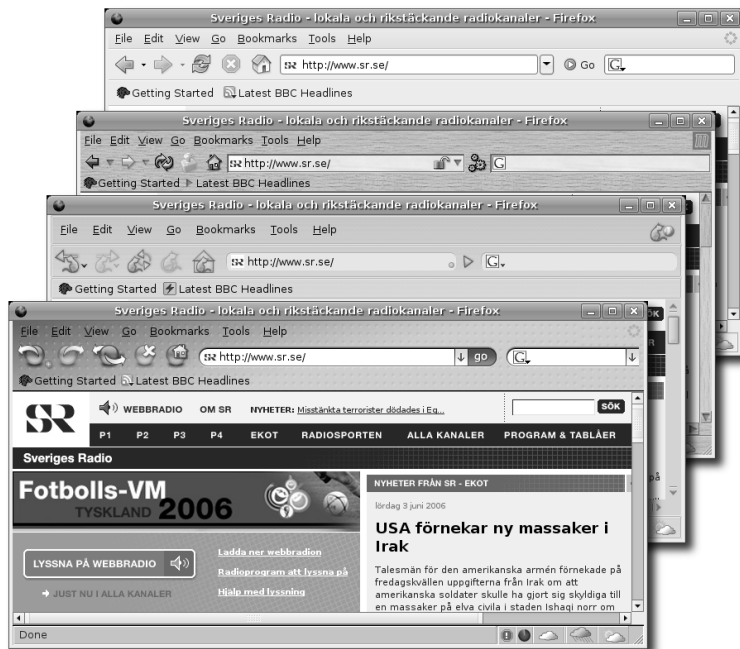 Sveriges Radio - lokala och rikstäckande radiokanaler - Firefox
File Edit View Go Bookmarks Tools Help
http://www.sr.se/ Go G
Getting Started Latest BBC Headlines
Sveriges Radio - lokala och rikstäckande radiokanaler - Firefox
File Edit View Go Bookmarks Tools Help
http://www.sr.se/ G
Getting Started Latest BBC Headlines
Sveriges Radio - lokala och rikstäckande radiokanaler - Firefox
File Edit View Go Bookmarks Tools Help
http://www.sr.se/ G
Getting Started Latest BBC Headlines
Sveriges Radio - lokala och rikstäckande radiokanaler - Firefox
File Edit View Go Bookmarks Tools Help
http://www.sr.se/ go G
Getting Started Latest BBC Headlines
SR WEBBRADIO OM SR NYHETER: Misstänkta terrorister dödades i Eg... SÖK
P1 P2 P3 P4 EKOT RADIOSPORTEN ALLA KANALER PROGRAM & TABLÅER
Sveriges Radio
Fotbolls-VM
TYSKLAND 2006
LYSSNA PÅ WEBBRADIO
JUST NU I ALLA KANALER
Ladda ner webbradion
Radioprogram att lyssna på
Hjälp med lyssning
NYHETER FRÅN SR - EKOT
lördag 3 juni 2006
USA förnekar ny massaker i
Irak
Talesmän för den amerikanska armén förnekade på
fredagskvällen uppgifterna från Irak om att
amerikanska soldater skulle ha gjort sig skyldiga till
en massaker på elva civila i staden Ishaqi norr om
Done